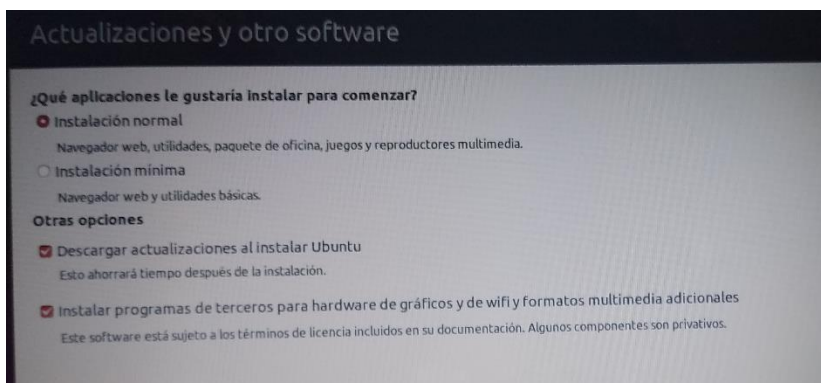 Actualizaciones y otro software
¿Qué aplicaciones le gustaría instalar para comenzar?
Instalación normal
Navegador web, utilidades, paquete de oficina, juegos y reproductores multimedia.
Instalación mínima
Navegador web y utilidades básicas.
Otras opciones
Descargar actualizaciones al instalar Ubuntu
Esto ahorrará tiempo después de la instalación.
Instalar programas de terceros para hardware de gráficos y de wifi y formatos multimedia adicionales
Este software está sujeto a los términos de licencia incluidos en su documentación. Algunos componentes son privativos.